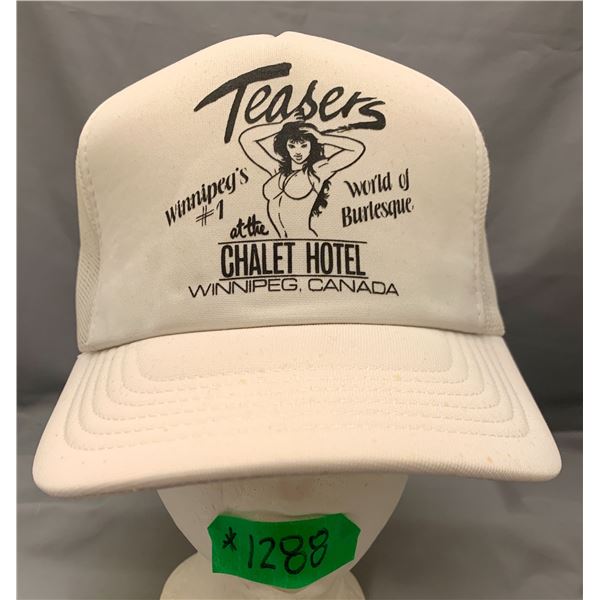 Teasers
Winnipeg's
#1
World of
Burlesque
at the
CHALET HOTEL
WINNIPEG, CANADA
*1288